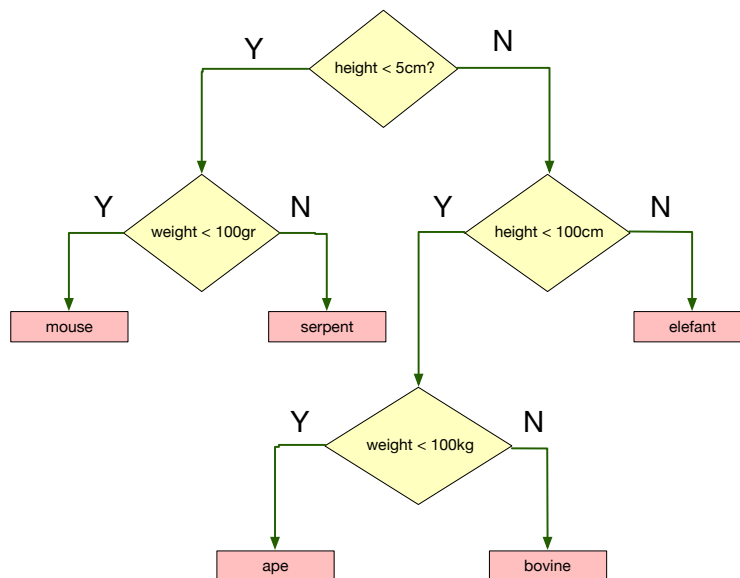 Y
N
height < 5cm?
Y
N
Y
N
weight < 100gr
height < 100cm
mouse
serpent
elefant
Y
N
weight < 100kg
ape
bovine